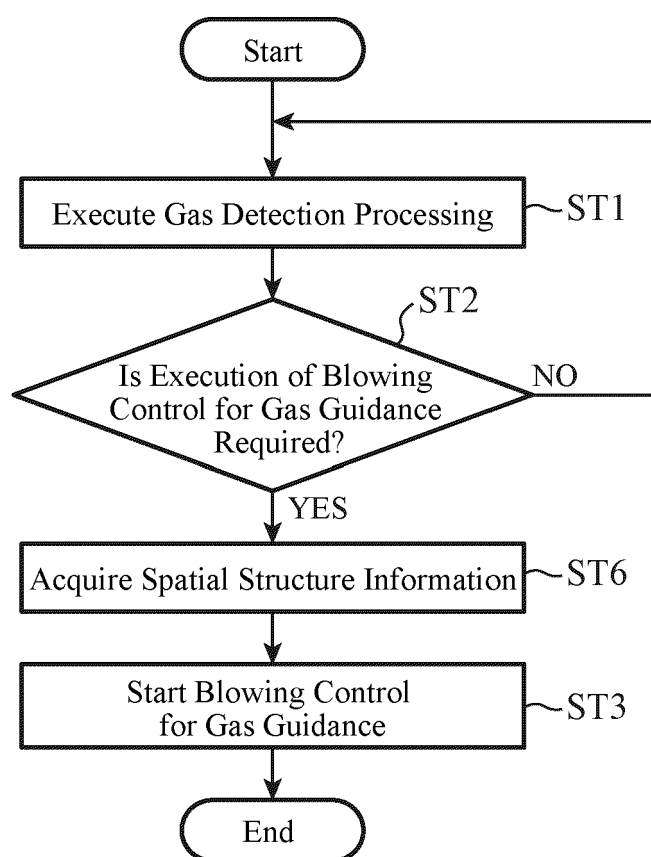 Start
Execute Gas Detection Processing
ST1
ST2
Is Execution of Blowing
Control for Gas Guidance
Required?
NO
YES
Acquire Spatial Structure Information
ST6
Start Blowing Control
for Gas Guidance
ST3
End